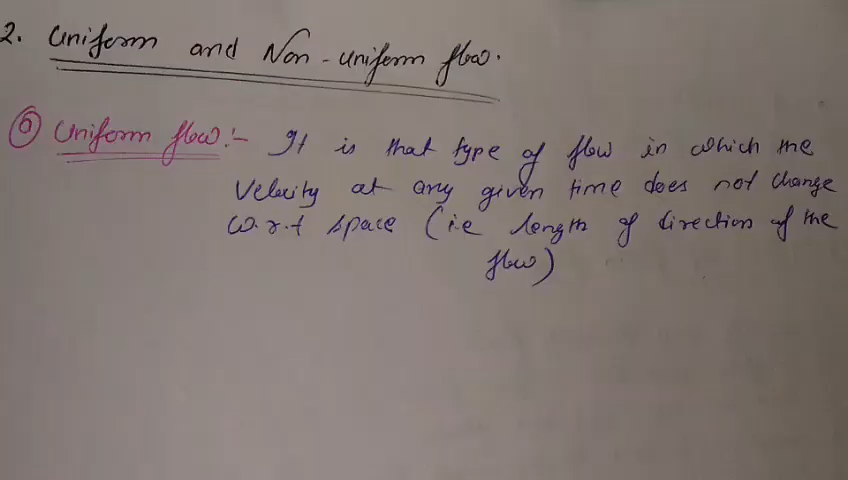 2. Uniform and Non-uniform flow.
ⓐ Uniform flow:- It is that type of flow in which the
velocity at any given time does not change
w.r.t space (i.e length of direction of the
flow)